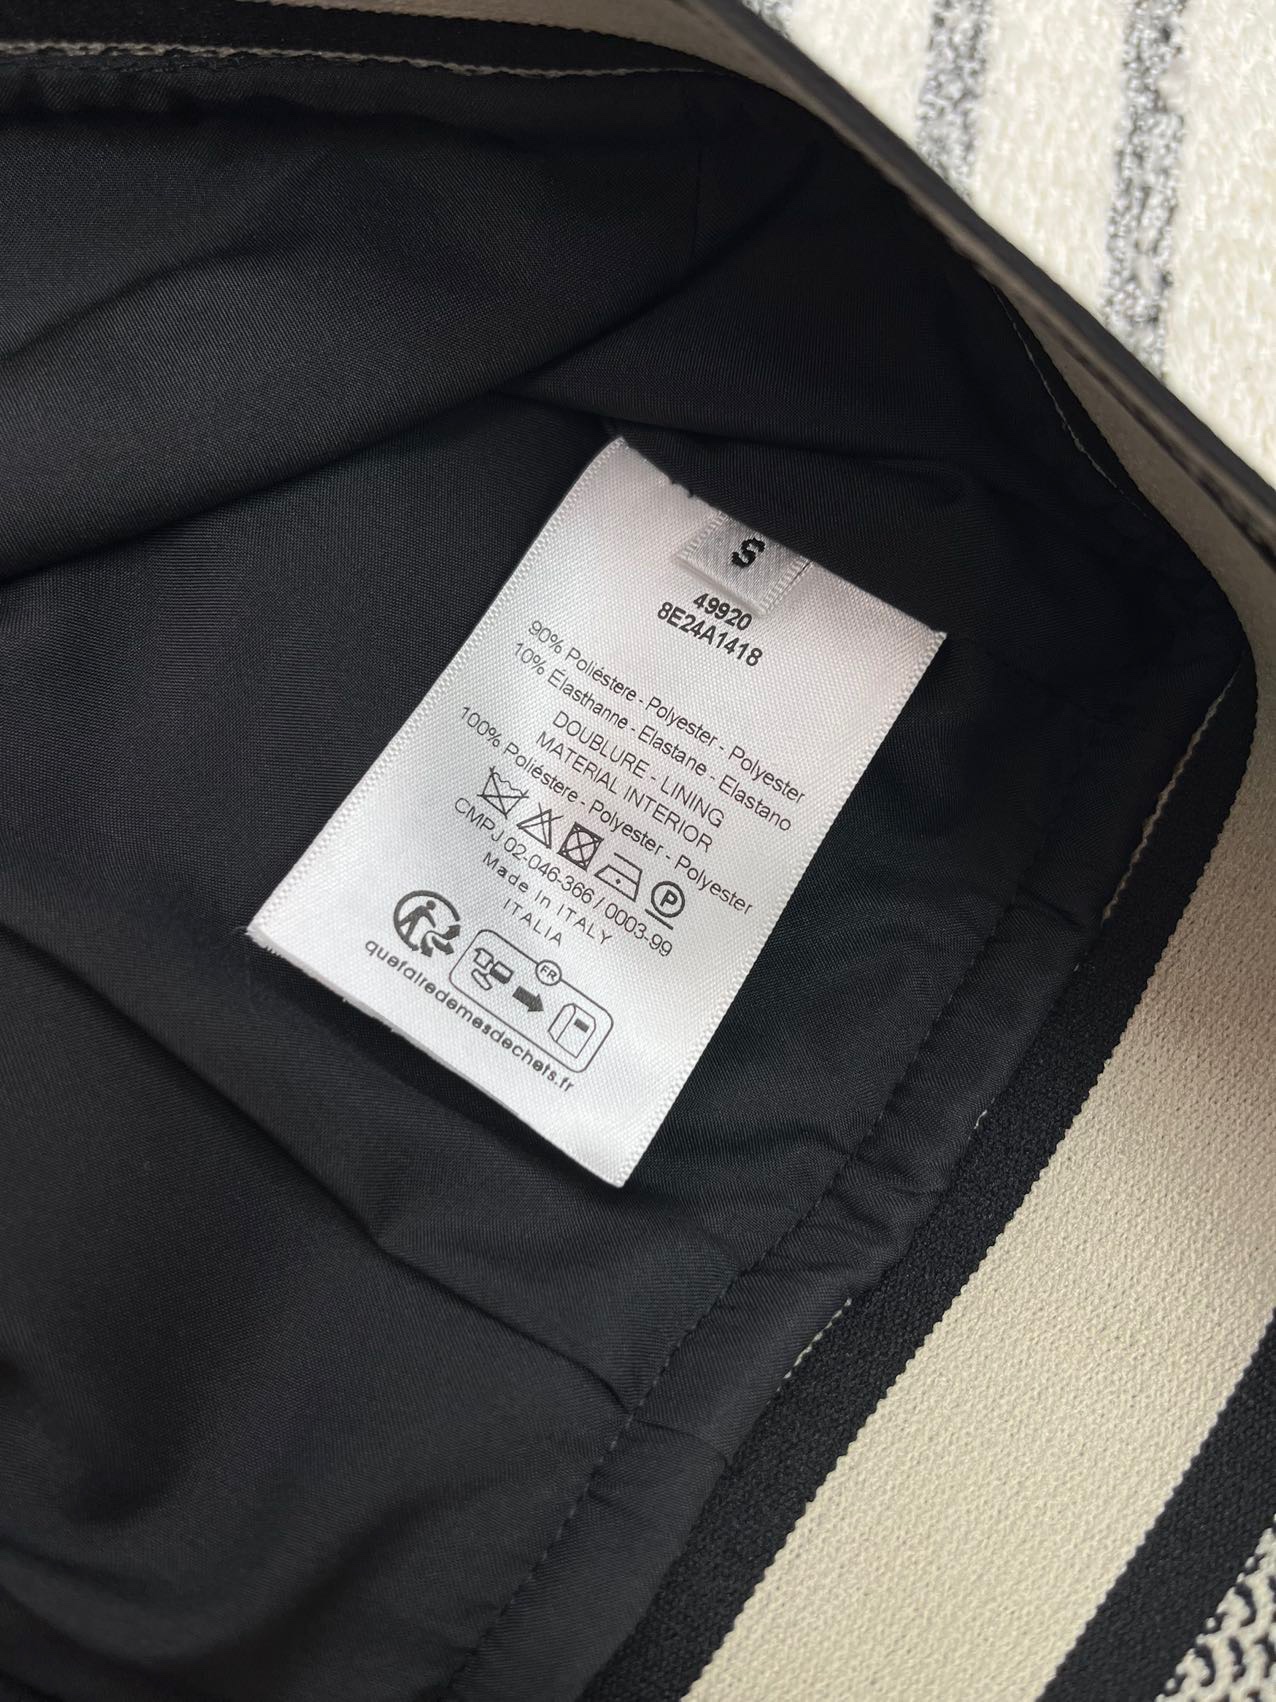 S
49920
8E24A1418
90% Poliéstere - Polyester - Polyester
10% Elasthanne - Elastane - Elastano
DOUBLURE - LINING
MATERIAL INTERIOR
100% Poliéstere - Polyester - Polyester
P
CMPJ 02-046-366 / 0003-99
Made in ITALY
ITALIA
FR
quefairedemesdechets.fr